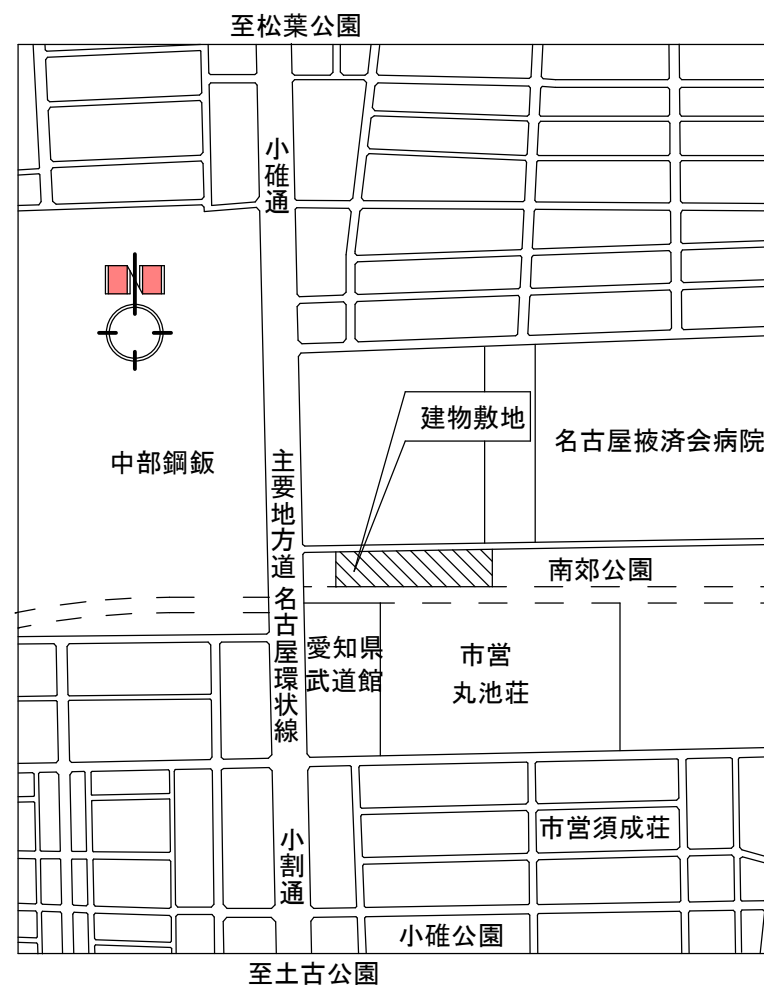 至松葉公園
小碓通
N
建物敷地
名古屋掖済会病院
中部鋼鈑
主要地方道 名古屋環状線
南郊公園
愛知県
武道館
市営
丸池荘
市営須成荘
小割通
小碓公園
至土古公園